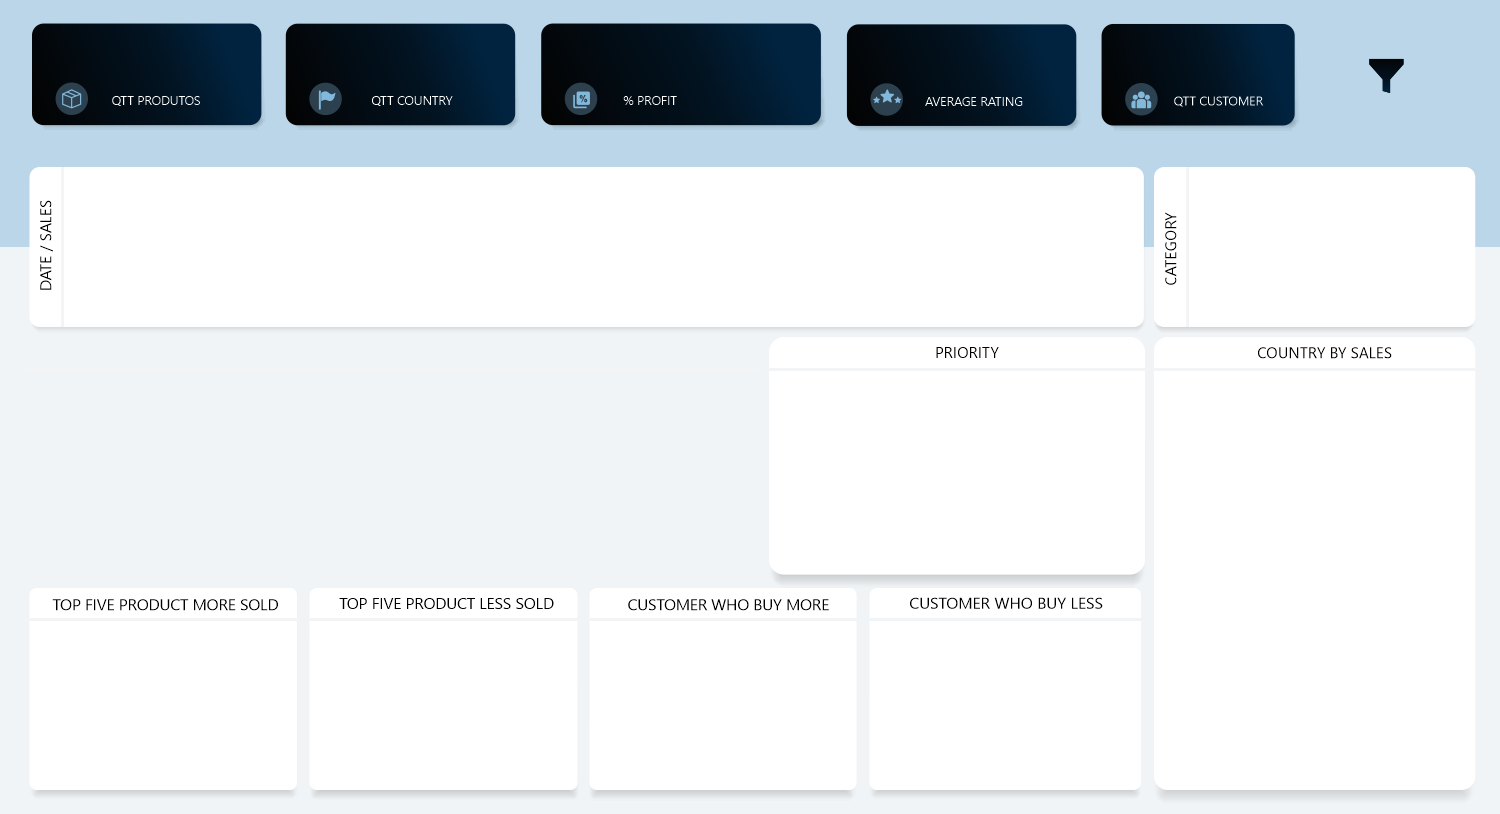 QTT PRODUTOS
QTT COUNTRY
% PROFIT
AVERAGE RATING
QTT CUSTOMER
DATE / SALES
CATEGORY
PRIORITY
COUNTRY BY SALES
TOP FIVE PRODUCT MORE SOLD
TOP FIVE PRODUCT LESS SOLD
CUSTOMER WHO BUY MORE
CUSTOMER WHO BUY LESS